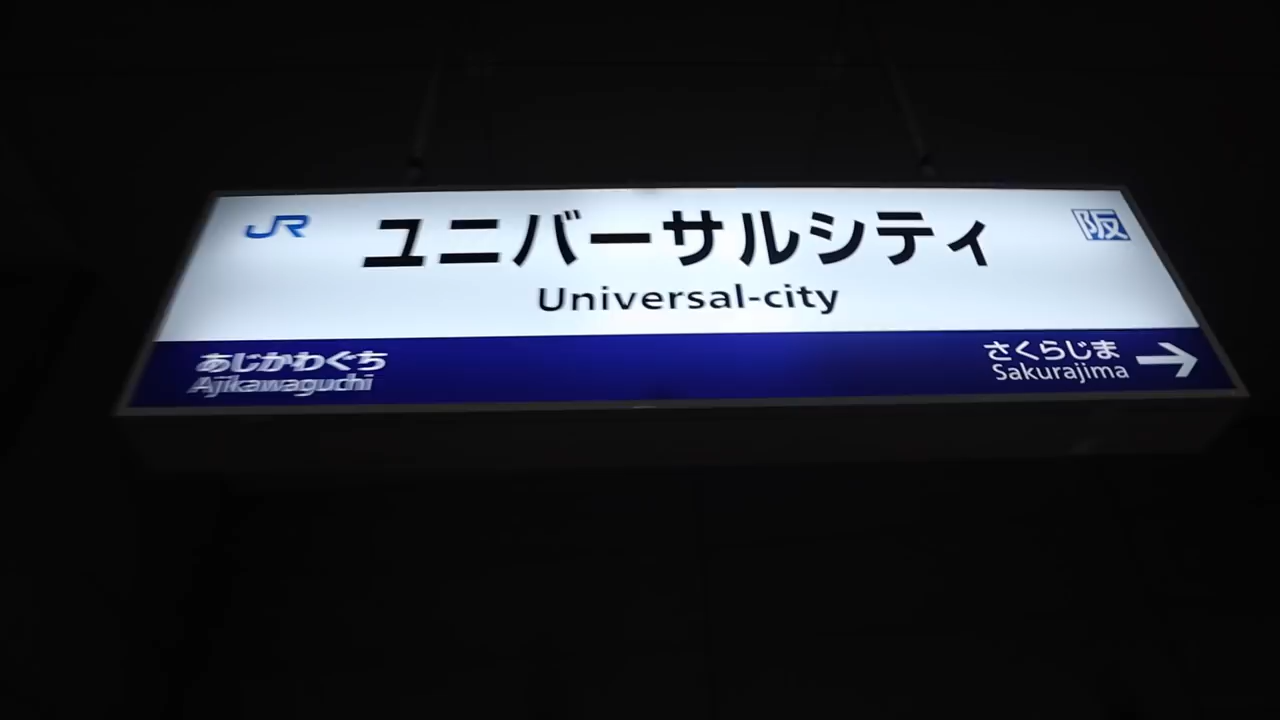 JR
ユニバーサルシティ
阪
Universal-city
あじかわぐち
Ajikawaguchi
さくらじま
Sakurajima
→